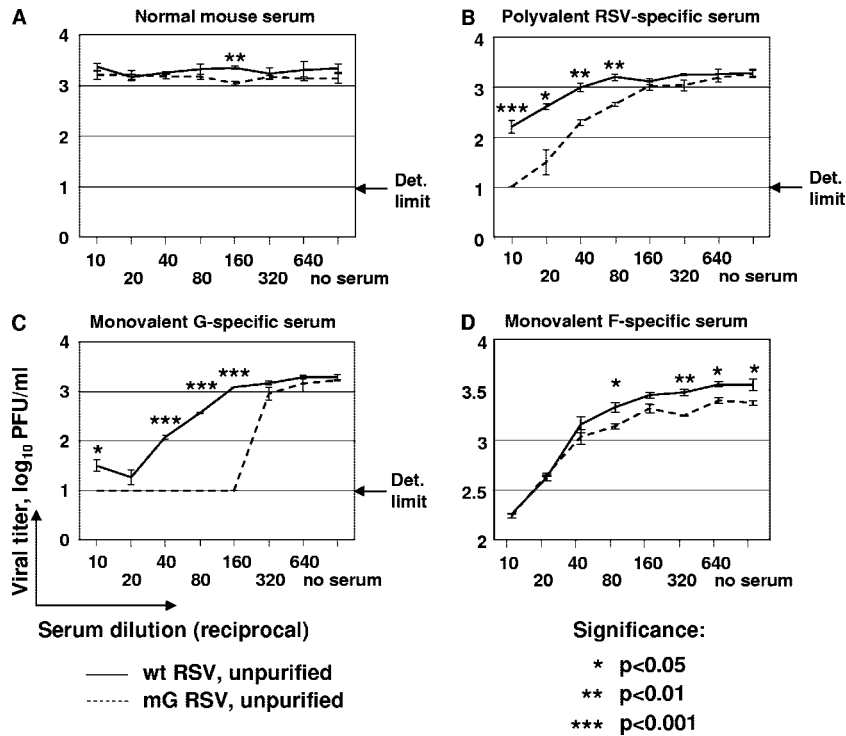 A
Normal mouse serum
**
4
3
2
1
0
Det.
limit
10 40 160 640
20 80 320 no serum
B
Polyvalent RSV-specific serum
*** * ** **
4
3
2
1
0
Det.
limit
10 40 160 640
20 80 320 no serum
C
Monovalent G-specific serum
* *** *** ***
4
3
2
1
0
Det.
limit
10 40 160 640
20 80 320 no serum
D
Monovalent F-specific serum
* ** * *
4
3.5
3
2.5
2
10 40 160 640
20 80 320 no serum
Viral titer, log10 PFU/ml
Serum dilution (reciprocal)
wt RSV, unpurified
mG RSV, unpurified
Significance:
* p<0.05
** p<0.01
*** p<0.001